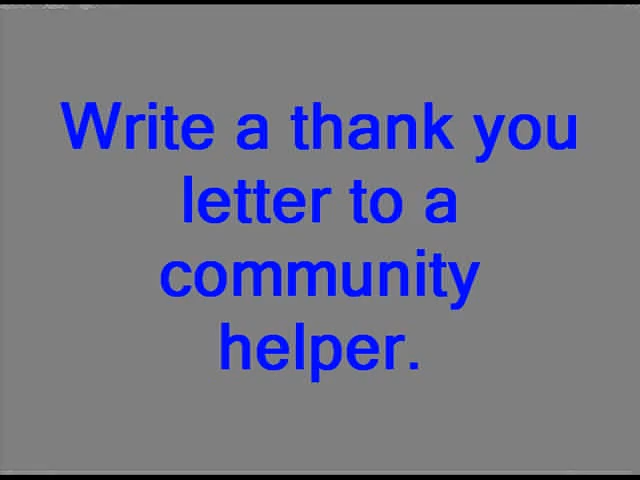 Write a thank you
letter to a
community
helper.